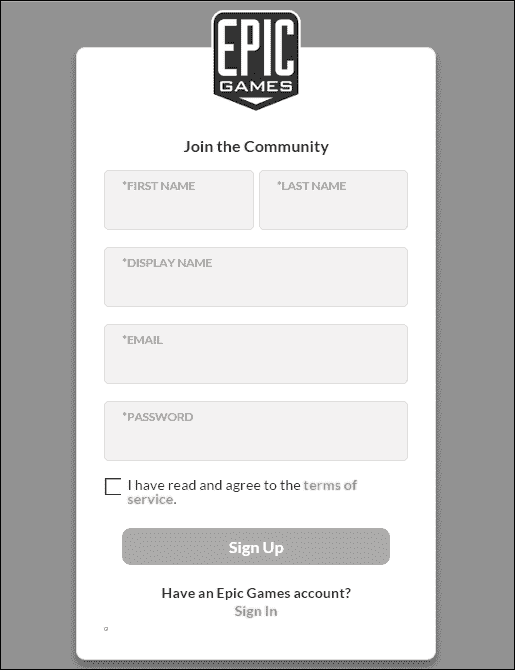 EPIC
GAMES
Join the Community
*FIRST NAME
*LAST NAME
*DISPLAY NAME
*EMAIL
*PASSWORD
I have read and agree to the terms of
service.
Sign Up
Have an Epic Games account?
Sign In